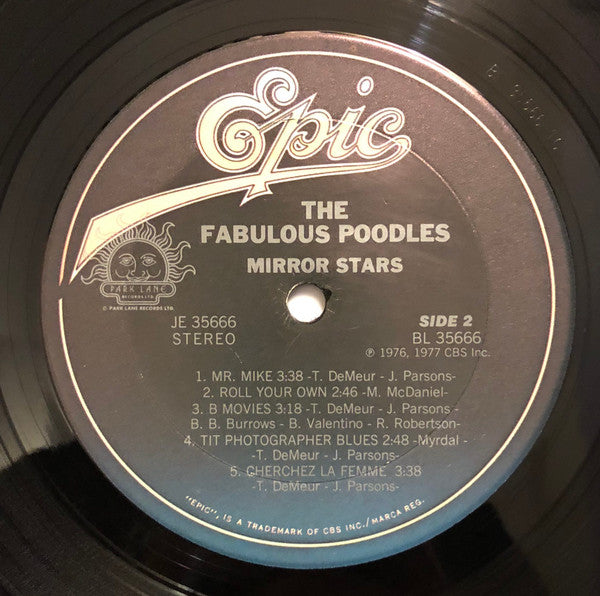 Epic
THE
FABULOUS POODLES
MIRROR STARS
PARK LANE
RECORDS LTD.
© PARK LANE RECORDS LTD.
JE 35666
STEREO
SIDE 2
BL 35666
℗ 1976, 1977 CBS Inc.
1. MR. MIKE 3:38 -T. DeMeur - J. Parsons-
2. ROLL YOUR OWN 2:46 -M. McDaniel-
3. B MOVIES 3:18 -T. DeMeur - J. Parsons -
B. B. Burrows - B. Valentino - R. Robertson-
4. TIT PHOTOGRAPHER BLUES 2:48 -Myrdal -
-T. DeMeur - J. Parsons-
5. CHERCHEZ LA FEMME 3:38
-T. DeMeur - J. Parsons-
"EPIC", IS A TRADEMARK OF CBS INC./MARCA REG.